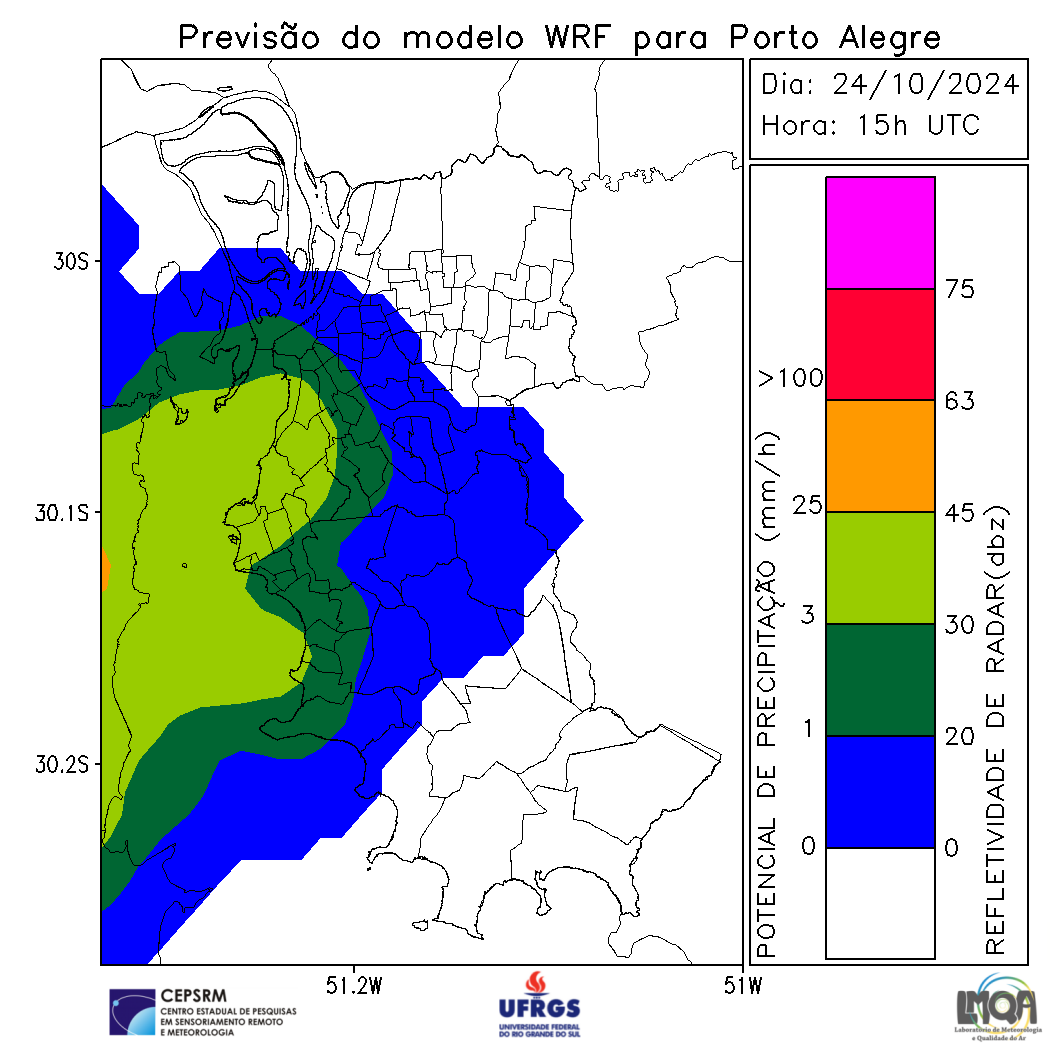 Previsão do modelo WRF para Porto Alegre
Dia: 24/10/2024
Hora: 15h UTC
30S
30.1S
30.2S
51.2W
51W
POTENCIAL DE PRECIPITAÇÃO (mm/h)
>100
25
3
1
0
75
63
45
30
20
0
REFLETIVIDADE DE RADAR(dbz)
CEPSRM
CENTRO ESTADUAL DE PESQUISAS
EM SENSORIAMENTO REMOTO
E METEOROLOGIA
UFRGS
UNIVERSIDADE FEDERAL
DO RIO GRANDE DO SUL
LMQA
Laboratório de Meteorologia
e Qualidade do Ar